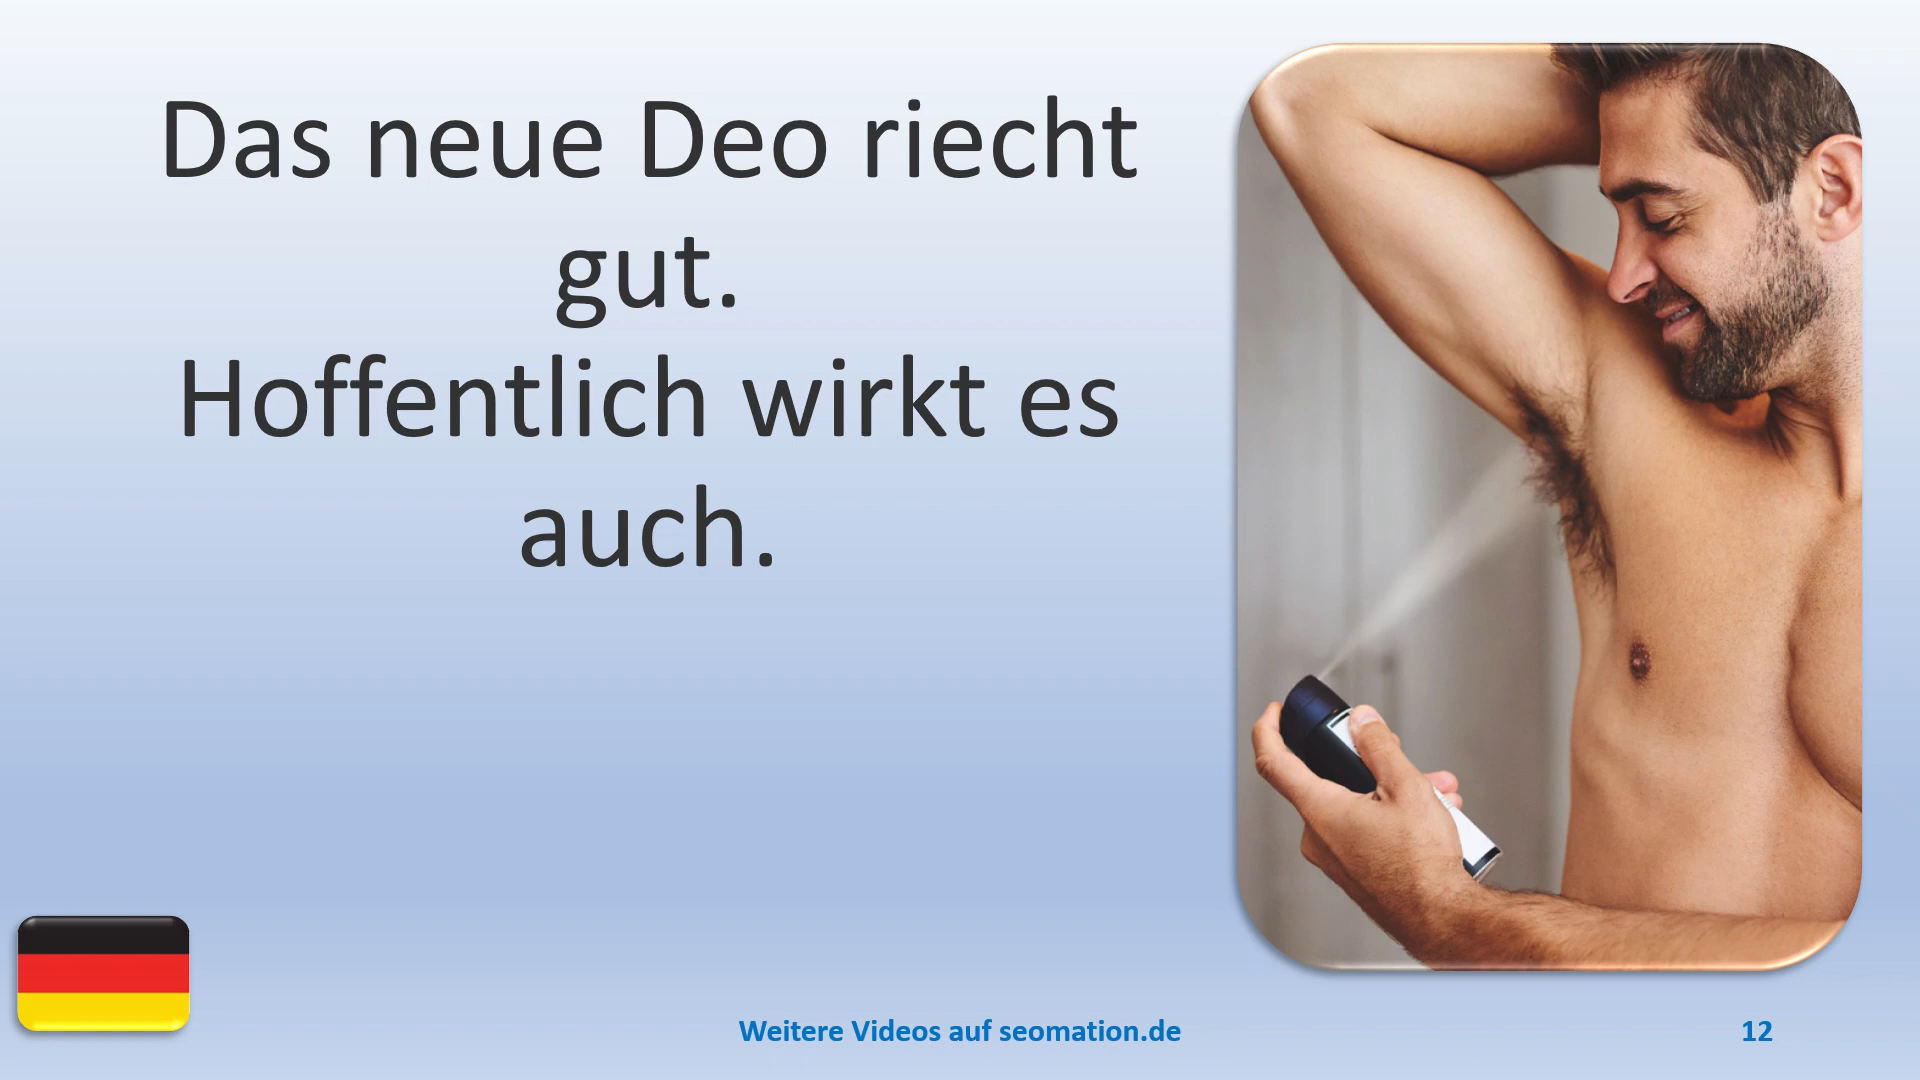 Das neue Deo riecht
gut.
Hoffentlich wirkt es
auch.
Weitere Videos auf seomation.de
12